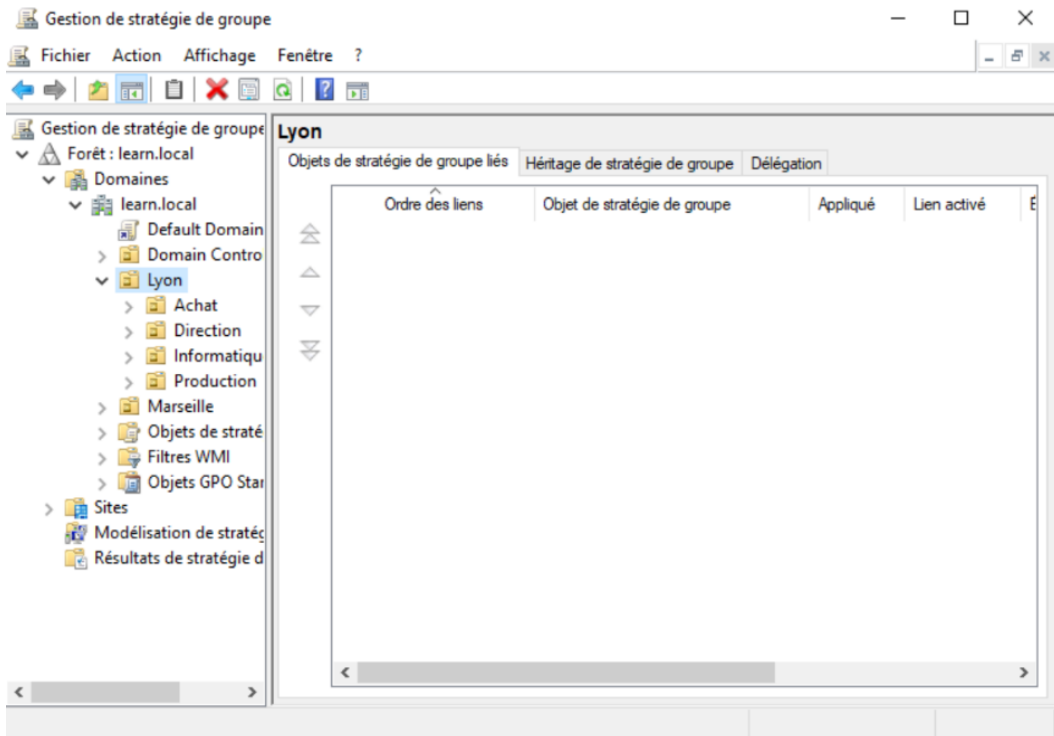 Gestion de stratégie de groupe
Fichier Action Affichage Fenêtre ?
Gestion de stratégie de groupe
Forêt : learn.local
Domaines
learn.local
Default Domain
Domain Contro
Lyon
Achat
Direction
Informatiqu
Production
Marseille
Objets de straté
Filtres WMI
Objets GPO Star
Sites
Modélisation de stratég
Résultats de stratégie d
Lyon
Objets de stratégie de groupe liés Héritage de stratégie de groupe Délégation
Ordre des liens Objet de stratégie de groupe Appliqué Lien activé É